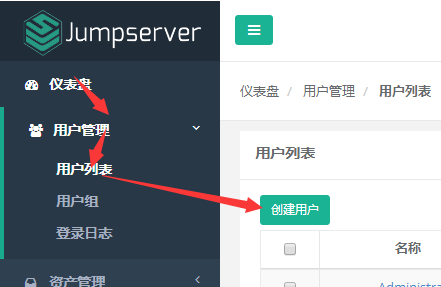 Jumpserver
仪表盘
用户管理
用户列表
用户组
登录日志
资产管理
仪表盘 / 用户管理 / 用户列表
用户列表
创建用户
名称